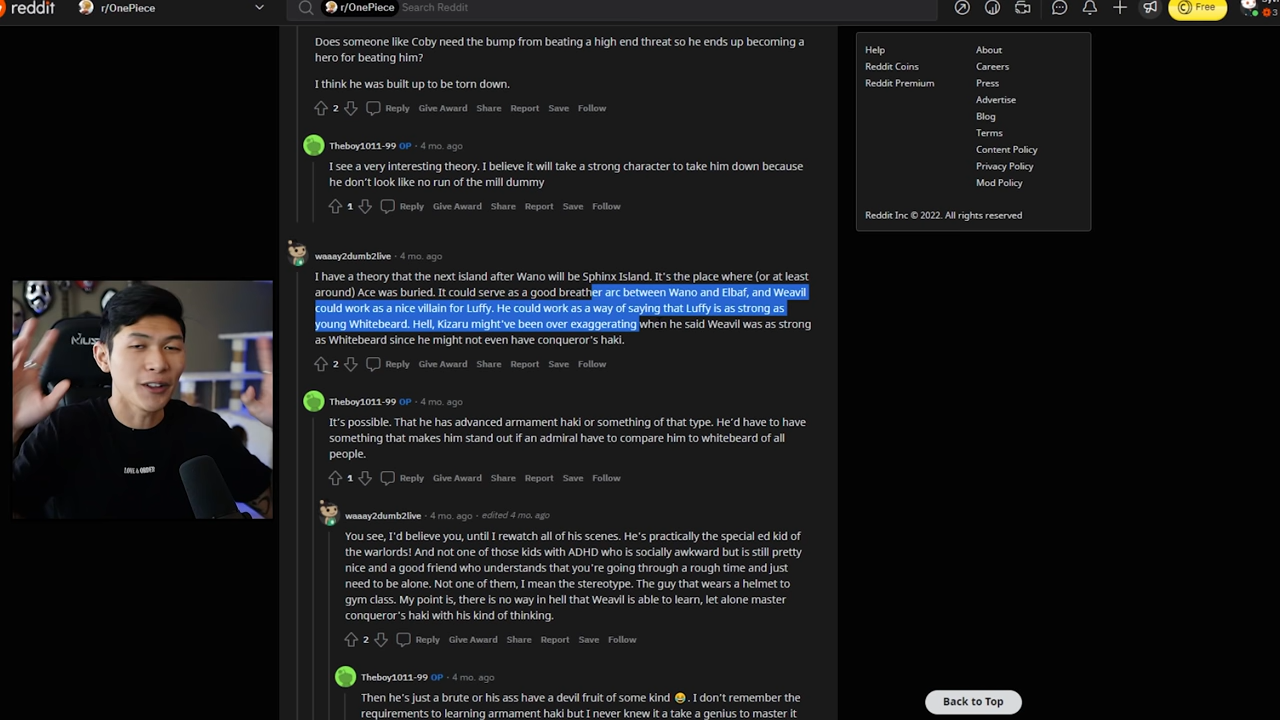 reddit
r/OnePiece
r/OnePiece Search Reddit
Free
3
Does someone like Coby need the bump from beating a high end threat so he ends up becoming a
hero for beating him?
I think he was built up to be torn down.
2 Reply Give Award Share Report Save Follow
Theboy1011-99 OP · 4 mo. ago
I see a very interesting theory. I believe it will take a strong character to take him down because
he don't look like no run of the mill dummy
1 Reply Give Award Share Report Save Follow
waaay2dumb2live · 4 mo. ago
I have a theory that the next island after Wano will be Sphinx Island. It's the place where (or at least
around) Ace was buried. It could serve as a good breather arc between Wano and Elbaf, and Weavil
could work as a nice villain for Luffy. He could work as a way of saying that Luffy is as strong as
young Whitebeard. Hell, Kizaru might've been over exaggerating when he said Weavil was as strong
as Whitebeard since he might not even have conqueror's haki.
2 Reply Give Award Share Report Save Follow
Theboy1011-99 OP · 4 mo. ago
It's possible. That he has advanced armament haki or something of that type. He'd have to have
something that makes him stand out if an admiral have to compare him to whitebeard of all
people.
1 Reply Give Award Share Report Save Follow
waaay2dumb2live · 4 mo. ago · edited 4 mo. ago
You see, I'd believe you, until I rewatch all of his scenes. He's practically the special ed kid of
the warlords! And not one of those kids with ADHD who is socially awkward but is still pretty
nice and a good friend who understands that you're going through a rough time and just
need to be alone. Not one of them, I mean the stereotype. The guy that wears a helmet to
gym class. My point is, there is no way in hell that Weavil is able to learn, let alone master
conqueror's haki with his kind of thinking.
2 Reply Give Award Share Report Save Follow
Theboy1011-99 OP · 4 mo. ago
Then he's just a brute or his ass have a devil fruit of some kind 😂. I don't remember the
requirements to learning armament haki but I never knew it a take a genius to master it
Help About
Reddit Coins Careers
Reddit Premium Press
Advertise
Blog
Terms
Content Policy
Privacy Policy
Mod Policy
Reddit Inc © 2022. All rights reserved
Back to Top
LOVE & ORDER